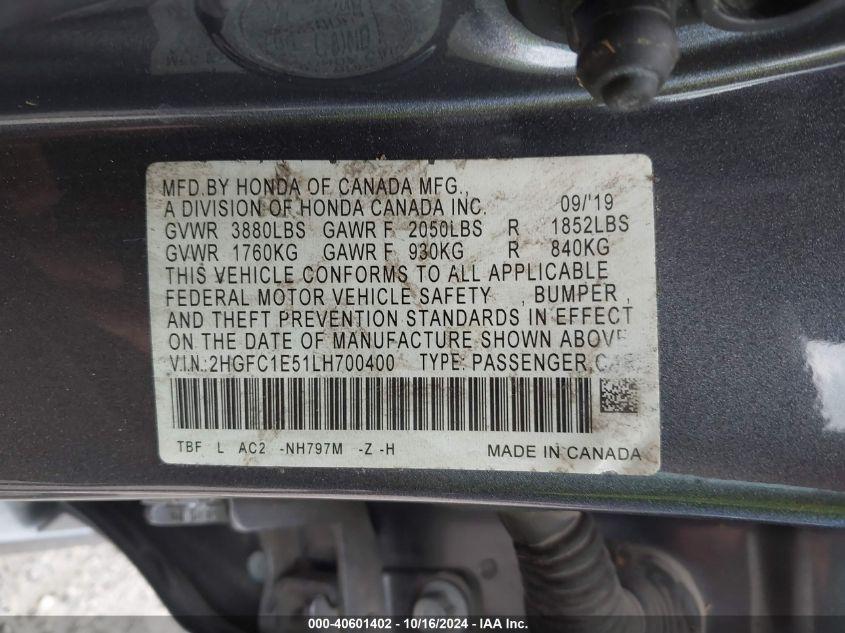 MFD.BY HONDA OF CANADA MFG.,
A DIVISION OF HONDA CANADA INC. 09/'19
GVWR 3880LBS GAWR F 2050LBS R 1852LBS
GVWR 1760KG GAWR F 930KG R 840KG
THIS VEHICLE CONFORMS TO ALL APPLICABLE
FEDERAL MOTOR VEHICLE SAFETY , BUMPER ,
AND THEFT PREVENTION STANDARDS IN EFFECT
ON THE DATE OF MANUFACTURE SHOWN ABOVE
V.I.N.:2HGFC1E51LH700400 TYPE: PASSENGER
TBF L AC2 -NH797M -Z -H MADE IN CANADA
000-40601402 - 10/16/2024 - IAA Inc.